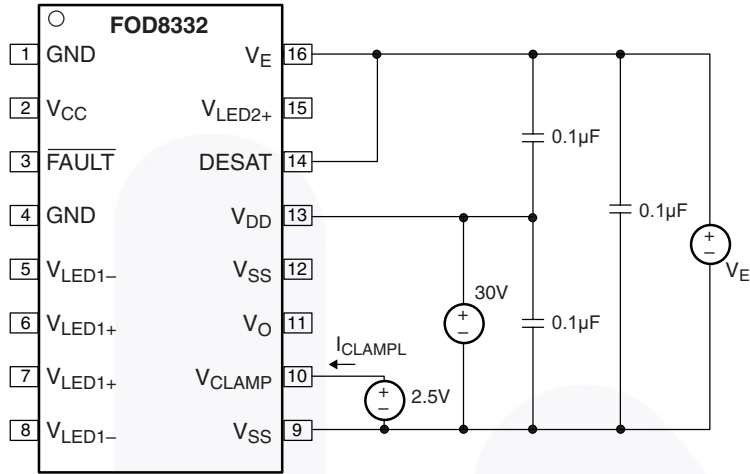 FOD8332
1 GND
VE 16
2 VCC
VLED2+ 15
3 FAULT
DESAT 14
4 GND
VDD 13
5 VLED1–
VSS 12
6 VLED1+
VO 11
7 VLED1+
VCLAMP 10
8 VLED1–
VSS 9
0.1µF
0.1µF
+
–
VE
30V
+
–
0.1µF
ICLAMPL
+
–
2.5V